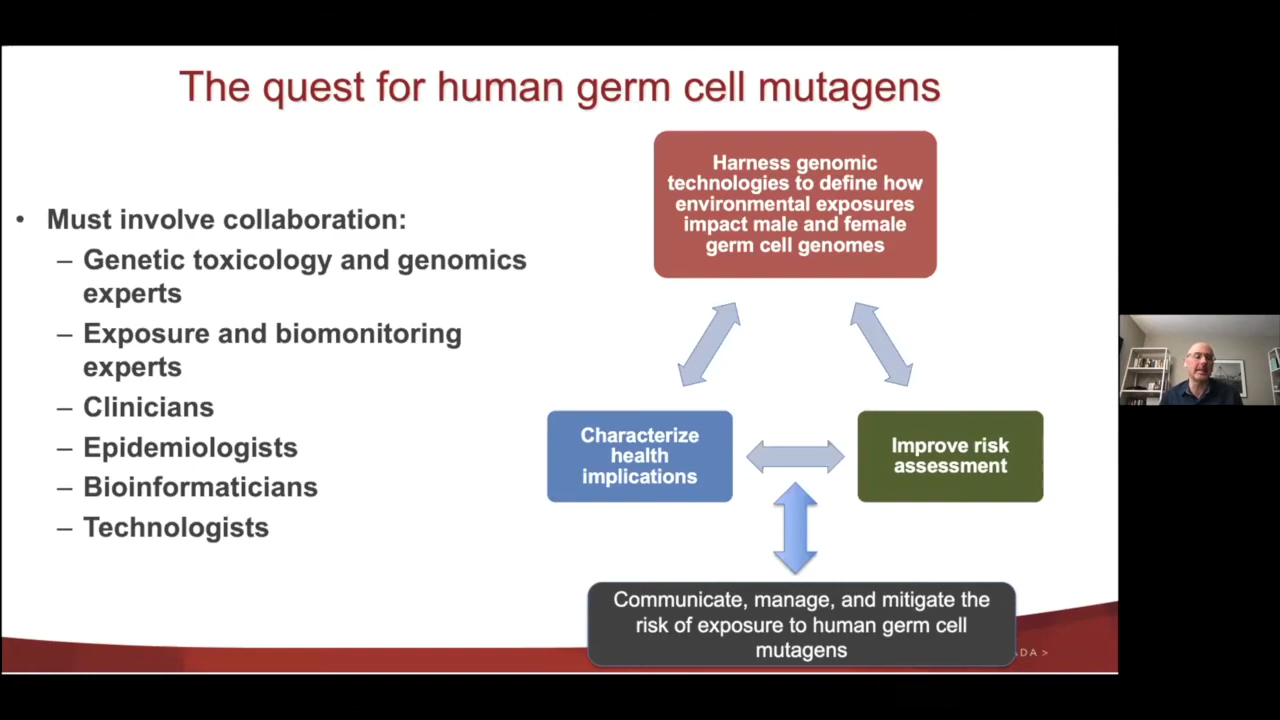 The quest for human germ cell mutagens
• Must involve collaboration:
– Genetic toxicology and genomics
experts
– Exposure and biomonitoring
experts
– Clinicians
– Epidemiologists
– Bioinformaticians
– Technologists
Harness genomic
technologies to define how
environmental exposures
impact male and female
germ cell genomes
Characterize
health
implications
Improve risk
assessment
Communicate, manage, and mitigate the
risk of exposure to human germ cell
mutagens